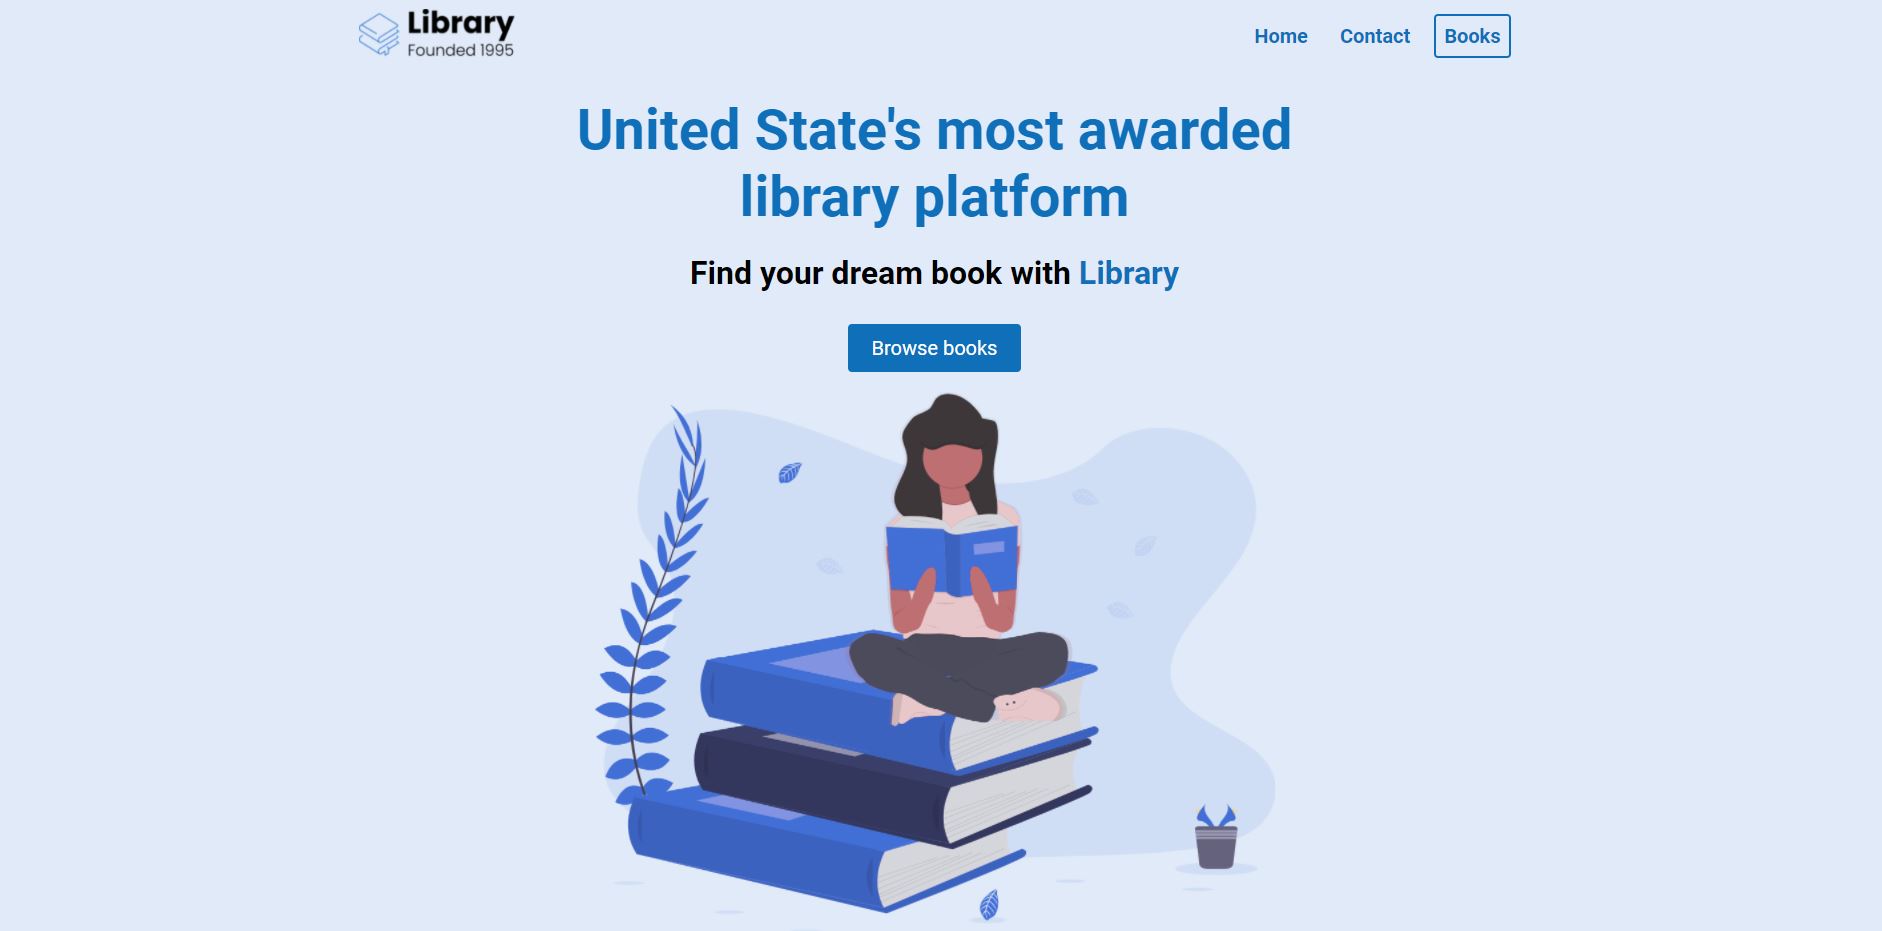 Library
Founded 1995
Home Contact Books
United State's most awarded
library platform
Find your dream book with Library
Browse books